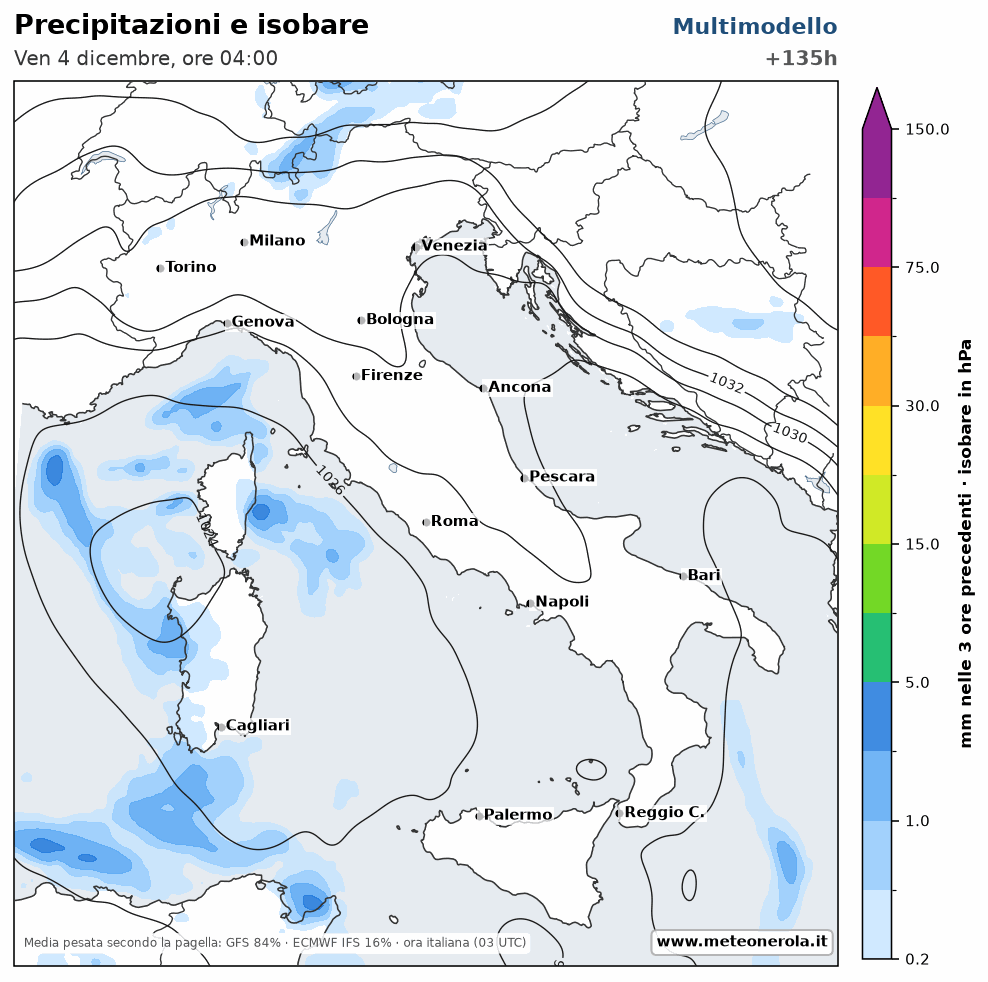 Precipitazioni e isobare
Multimodello
Ven 4 dicembre, ore 04:00
+135h
150.0
75.0
30.0
15.0
5.0
1.0
0.2
mm nelle 3 ore precedenti · isobare in hPa
Venezia
Milano
Torino
Bologna
Genova
Firenze
1032
Ancona
1030
1026
Pescara
Roma
Bari
Napoli
Cagliari
Palermo
Reggio C.
Media pesata secondo la pagella: GFS 84% · ECMWF IFS 16% · ora italiana (03 UTC)
www.meteonerola.it